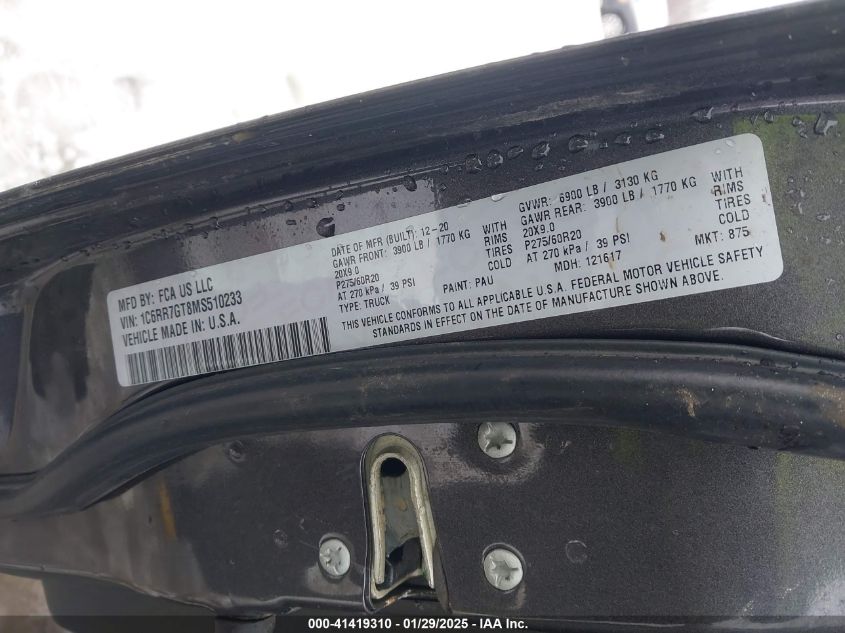 MFD BY: FCA US LLC
VIN: 1C6RR7GT8MS510233
VEHICLE MADE IN: U.S.A.
DATE OF MFR (BUILT): 12-20
GAWR FRONT: 3900 LB / 1770 KG WITH
20X9.0 RIMS
P275/60R20 TIRES
AT 270 kPa / 39 PSI COLD
TYPE: TRUCK PAINT: PAU
GVWR: 6900 LB / 3130 KG
GAWR REAR: 3900 LB / 1770 KG WITH
20X9.0 RIMS
P275/60R20 TIRES
AT 270 kPa / 39 PSI COLD
MDH: 121617 MKT: 875
THIS VEHICLE CONFORMS TO ALL APPLICABLE U.S.A. FEDERAL MOTOR VEHICLE SAFETY
STANDARDS IN EFFECT ON THE DATE OF MANUFACTURE SHOWN ABOVE.
000-41419310 - 01/29/2025 - IAA Inc.